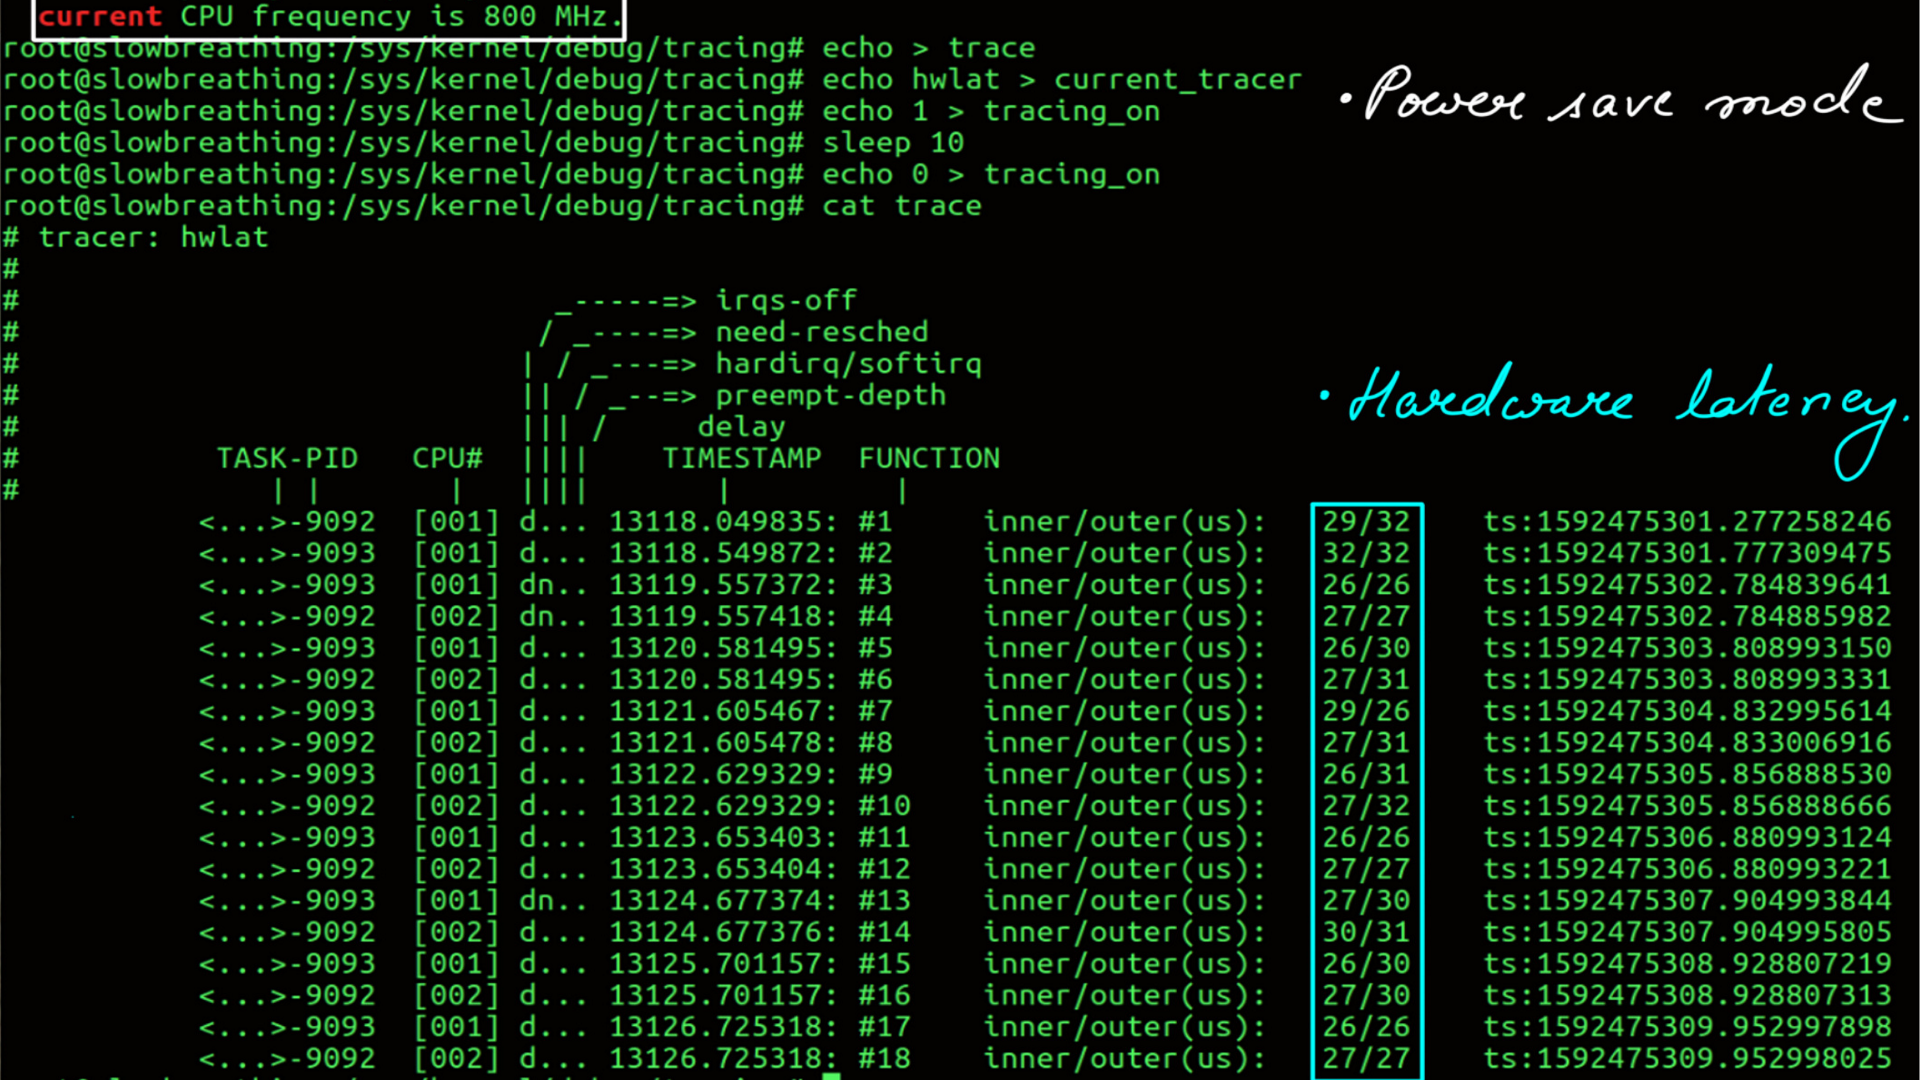 current CPU frequency is 800 MHz.
root@slowbreathing:/sys/kernel/debug/tracing# echo > trace
root@slowbreathing:/sys/kernel/debug/tracing# echo hwlat > current_tracer
root@slowbreathing:/sys/kernel/debug/tracing# echo 1 > tracing_on
root@slowbreathing:/sys/kernel/debug/tracing# sleep 10
root@slowbreathing:/sys/kernel/debug/tracing# echo 0 > tracing_on
root@slowbreathing:/sys/kernel/debug/tracing# cat trace
• Power save mode
# tracer: hwlat
#
#                              _-----=> irqs-off
#                             / _----=> need-resched
#                            | / _---=> hardirq/softirq
#                            || / _--=> preempt-depth
#                            ||| /     delay
#           TASK-PID   CPU#  ||||    TIMESTAMP  FUNCTION
#              | |       |   ||||       |         |
• Hardware latency.
<...>-9092  [001] d... 13118.049835: #1     inner/outer(us):   29/32    ts:1592475301.277258246
<...>-9093  [001] d... 13118.549872: #2     inner/outer(us):   32/32    ts:1592475301.777309475
<...>-9093  [001] dn.. 13119.557372: #3     inner/outer(us):   26/26    ts:1592475302.784839641
<...>-9092  [002] dn.. 13119.557418: #4     inner/outer(us):   27/27    ts:1592475302.784885982
<...>-9093  [001] d... 13120.581495: #5     inner/outer(us):   26/30    ts:1592475303.808993150
<...>-9092  [002] d... 13120.581495: #6     inner/outer(us):   27/31    ts:1592475303.808993331
<...>-9093  [001] d... 13121.605467: #7     inner/outer(us):   29/26    ts:1592475304.832995614
<...>-9092  [002] d... 13121.605478: #8     inner/outer(us):   27/31    ts:1592475304.833006916
<...>-9093  [001] d... 13122.629329: #9     inner/outer(us):   26/31    ts:1592475305.856888530
<...>-9092  [002] d... 13122.629329: #10    inner/outer(us):   27/32    ts:1592475305.856888666
<...>-9093  [001] d... 13123.653403: #11    inner/outer(us):   26/26    ts:1592475306.880993124
<...>-9092  [002] d... 13123.653404: #12    inner/outer(us):   27/27    ts:1592475306.880993221
<...>-9093  [001] dn.. 13124.677374: #13    inner/outer(us):   27/30    ts:1592475307.904993844
<...>-9092  [002] d... 13124.677376: #14    inner/outer(us):   30/31    ts:1592475307.904995805
<...>-9093  [001] d... 13125.701157: #15    inner/outer(us):   26/30    ts:1592475308.928807219
<...>-9092  [002] d... 13125.701157: #16    inner/outer(us):   27/30    ts:1592475308.928807313
<...>-9093  [001] d... 13126.725318: #17    inner/outer(us):   26/26    ts:1592475309.952997898
<...>-9092  [002] d... 13126.725318: #18    inner/outer(us):   27/27    ts:1592475309.952998025